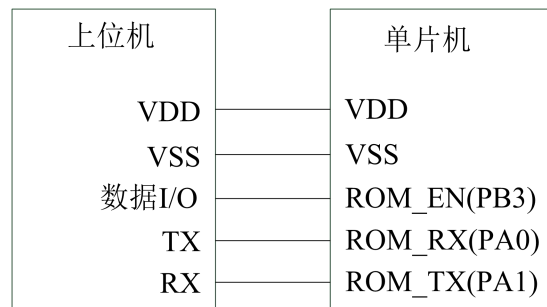 上位机 单片机
VDD VDD
VSS VSS
数据I/O ROM_EN(PB3)
TX ROM_RX(PA0)
RX ROM_TX(PA1)